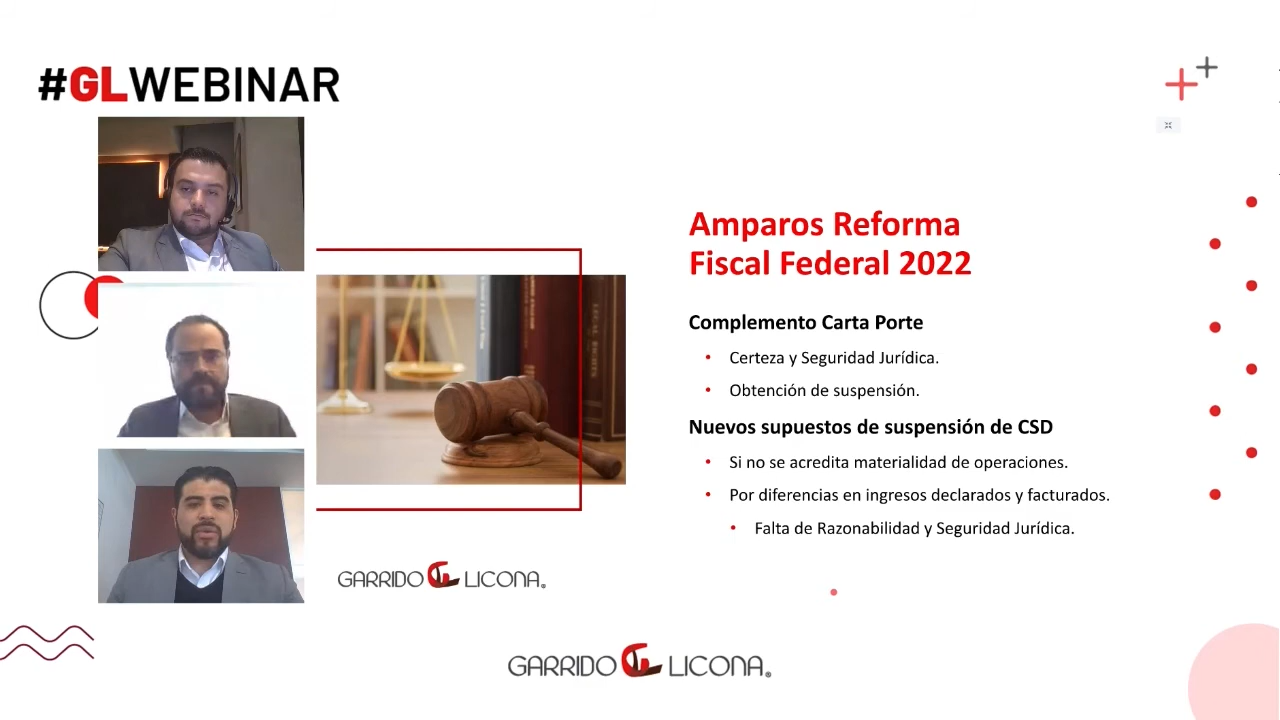 #GLWEBINAR
Amparos Reforma
Fiscal Federal 2022
Complemento Carta Porte
• Certeza y Seguridad Jurídica.
• Obtención de suspensión.
Nuevos supuestos de suspensión de CSD
• Si no se acredita materialidad de operaciones.
• Por diferencias en ingresos declarados y facturados.
• Falta de Razonabilidad y Seguridad Jurídica.
GARRIDO GL LICONA®
GARRIDO GL LICONA®